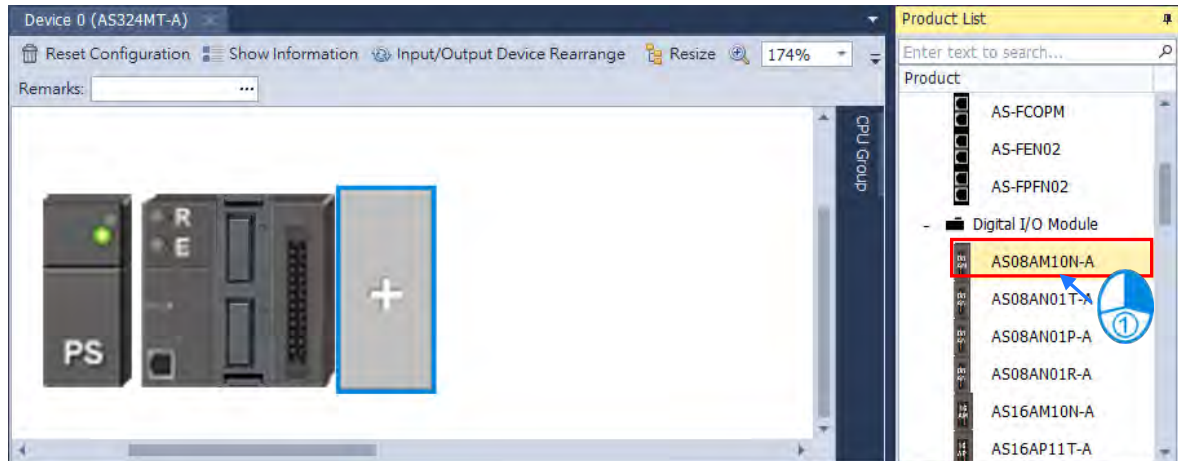 Device 0 (AS324MT-A)
Reset Configuration Show Information Input/Output Device Rearrange Resize 174%
Remarks: ...
CPU Group
R
E
PS
+
Product List
Enter text to search...
Product
AS-FCOPM
AS-FEN02
AS-FPFN02
- Digital I/O Module
AS08AM10N-A
AS08AN01T-A
①
AS08AN01P-A
AS08AN01R-A
AS16AM10N-A
AS16AP11T-A